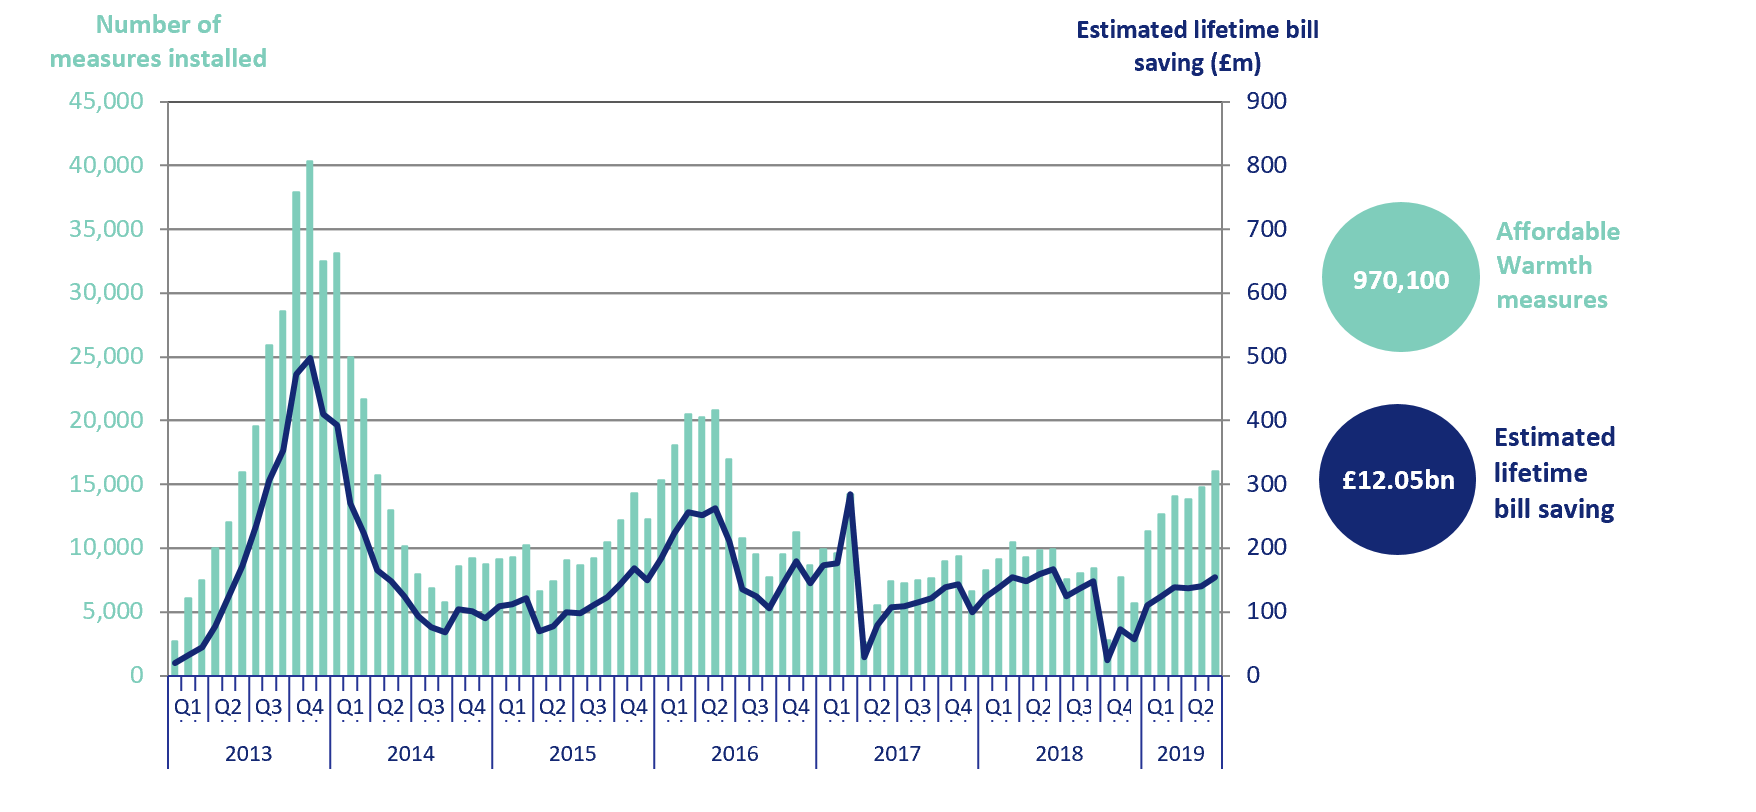 Number of
measures installed
Estimated lifetime bill
saving (£m)
45,000
40,000
35,000
30,000
25,000
20,000
15,000
10,000
5,000
0
900
800
700
600
500
400
300
200
100
0
Q1 Q2 Q3 Q4 Q1 Q2 Q3 Q4 Q1 Q2 Q3 Q4 Q1 Q2 Q3 Q4 Q1 Q2 Q3 Q4 Q1 Q2 Q3 Q4 Q1 Q2
2013 2014 2015 2016 2017 2018 2019
970,100
Affordable
Warmth
measures
£12.05bn
Estimated
lifetime
bill saving